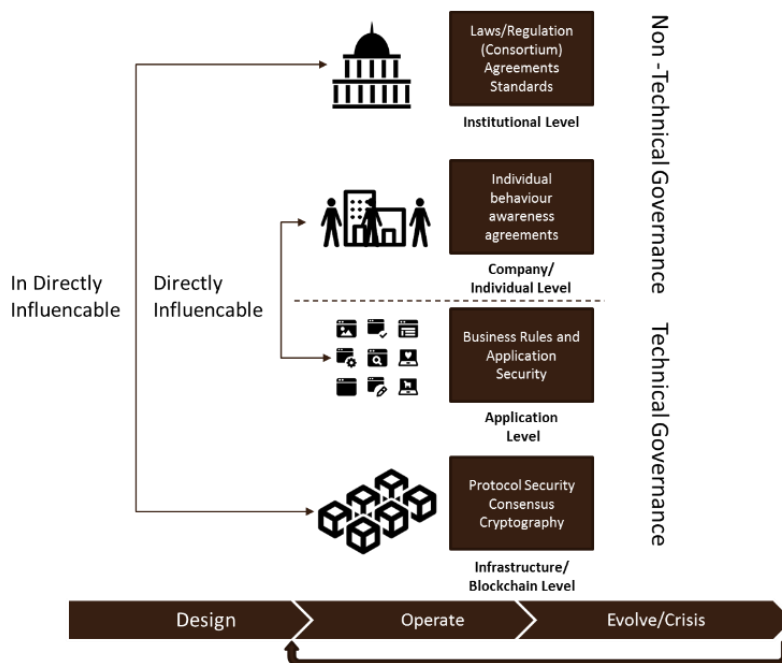 Laws/Regulation
(Consortium)
Agreements
Standards
Institutional Level
Non -Technical Governance
Individual
behaviour
awareness
agreements
Company/
Individual Level
In Directly
Influencable
Directly
Influencable
Business Rules and
Application
Security
Application
Level
Technical Governance
Protocol Security
Consensus
Cryptography
Infrastructure/
Blockchain Level
Design
Operate
Evolve/Crisis